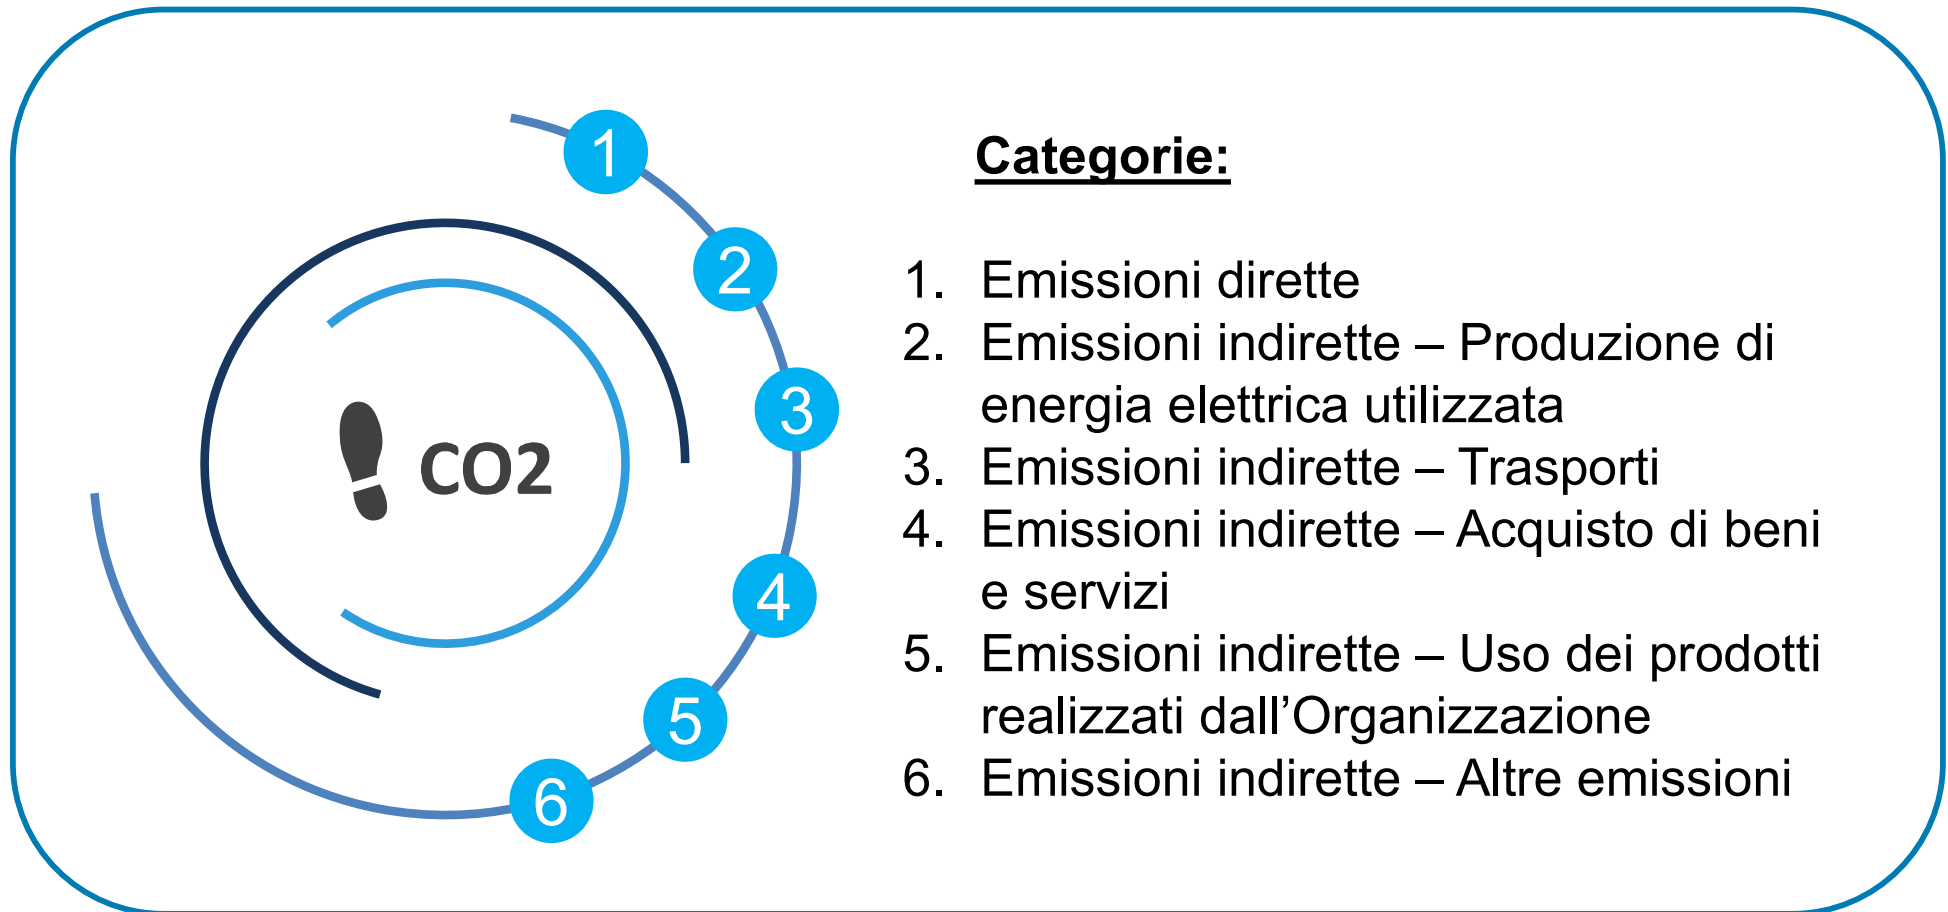 1
2
3
4
5
6
CO2
Categorie:
1. Emissioni dirette
2. Emissioni indirette – Produzione di
energia elettrica utilizzata
3. Emissioni indirette – Trasporti
4. Emissioni indirette – Acquisto di beni
e servizi
5. Emissioni indirette – Uso dei prodotti
realizzati dall’Organizzazione
6. Emissioni indirette – Altre emissioni